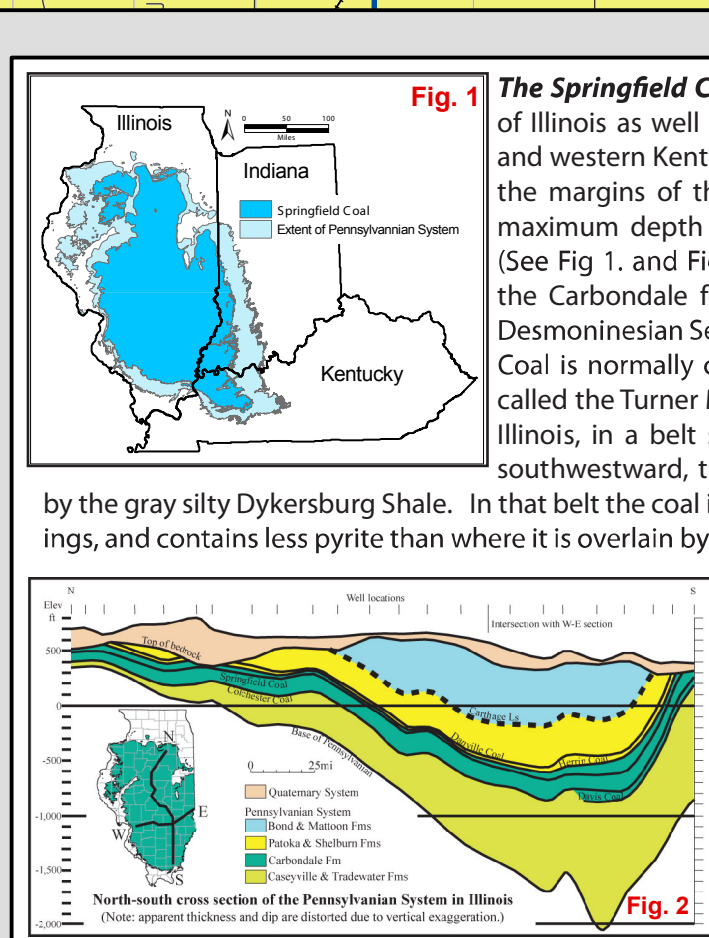 Fig. 1
Illinois
N
0 50 100
Miles
Indiana
Springfield Coal
Extent of Pennsylvannian System
Kentucky
The Springfield C
of Illinois as well
and western Kent
the margins of th
maximum depth
(See Fig 1. and Fi
the Carbondale f
Desmoninesian Se
Coal is normally o
called the Turner M
Illinois, in a belt s
southwestward, t
by the gray silty Dykersburg Shale. In that belt the coal i
ings, and contains less pyrite than where it is overlain by
N
Well locations
S
Elev
ft
Intersection with W-E section
500
0
-500
-1,000
-1,500
-2,000
Top of bedrock
Springfield Coal
Colchester Coal
Base of Pennsylvanian
Carthage Ls
Danville Coal
Herrin Coal
Davis Coal
N
W
E
S
0 25mi
Quaternary System
Pennsylvanian System
Bond & Mattoon Fms
Patoka & Shelburn Fms
Carbondale Fm
Caseyville & Tradewater Fms
North-south cross section of the Pennsylvanian System in Illinois
(Note: apparent thickness and dip are distorted due to vertical exaggeration.)
Fig. 2